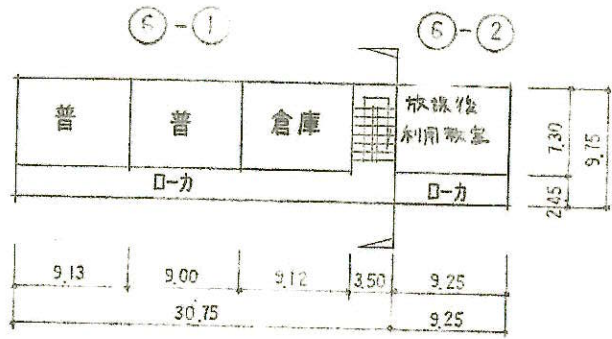 ⑥-① ⑥-②
普 普 倉庫 放課後
利用教室
ローカ ローカ
7.30
2.45
9.75
9.13 9.00 9.12 3.50 9.25
30.75 9.25